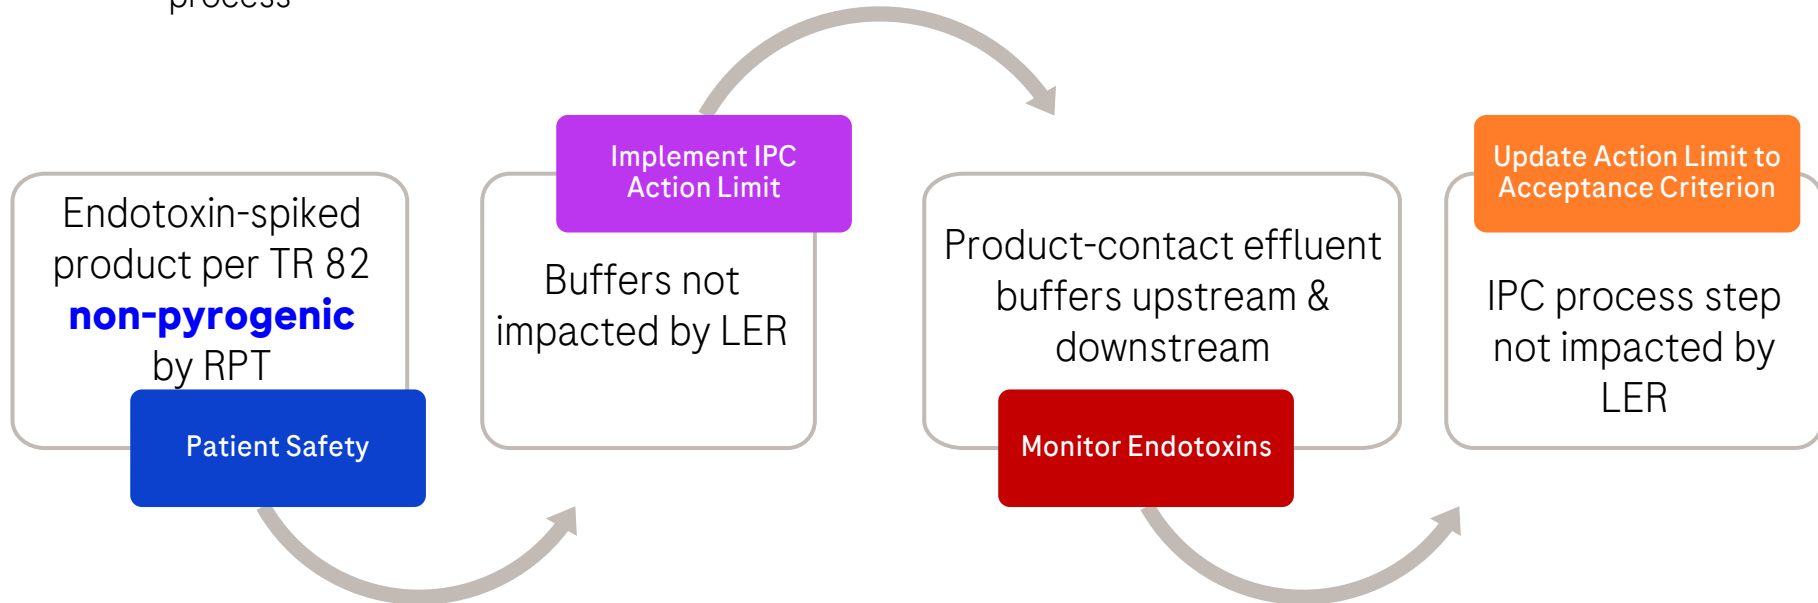 process
Endotoxin-spiked
product per TR 82
non-pyrogenic
by RPT
Patient Safety
Implement IPC
Action Limit
Buffers not
impacted by LER
Product-contact effluent
buffers upstream &
downstream
Monitor Endotoxins
Update Action Limit to
Acceptance Criterion
IPC process step
not impacted by
LER